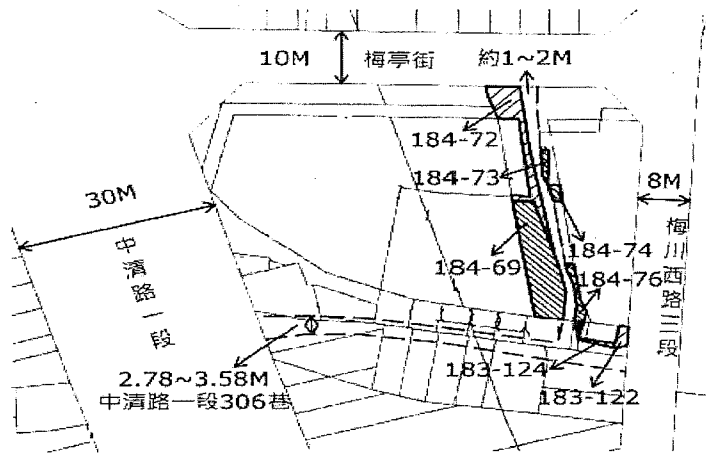 10M
梅亭街
約1~2M
184-72
184-73
30M
8M
中清路一段
梅川西路三段
184-74
184-69
184-76
2.78~3.58M
中清路一段306巷
183-124
183-122